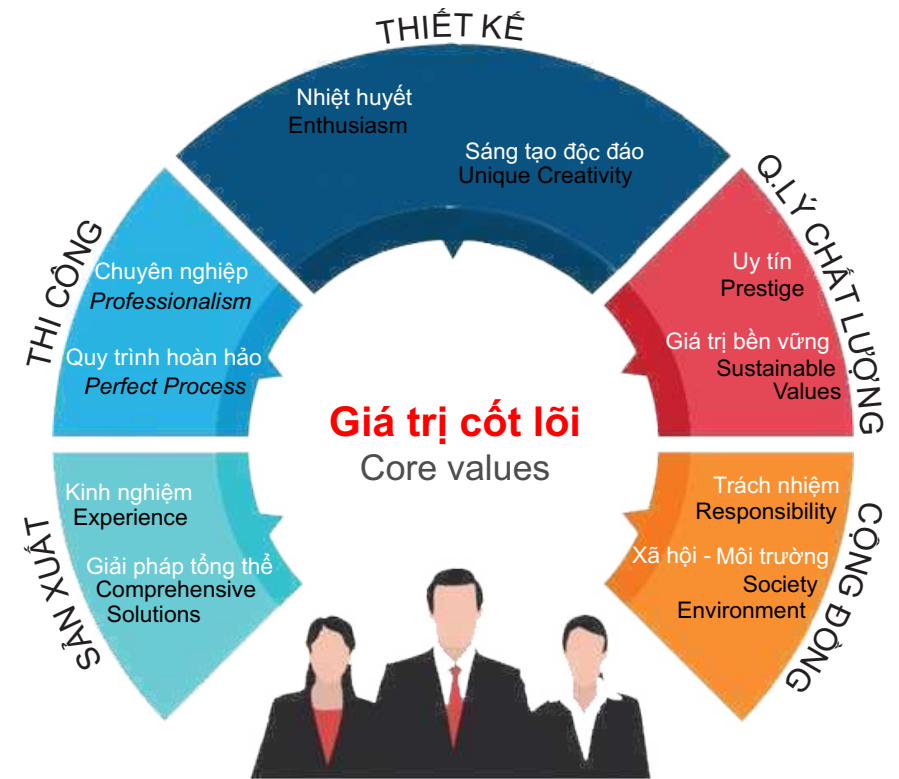 THIẾT KẾ
Nhiệt huyết
Enthusiasm
Sáng tạo độc đáo
Unique Creativity
THI CÔNG
Chuyên nghiệp
Professionalism
Quy trình hoàn hảo
Perfect Process
Q.LÝ CHẤT LƯỢNG
Uy tín
Prestige
Giá trị bền vững
Sustainable
Values
Giá trị cốt lõi
Core values
SẢN XUẤT
Kinh nghiệm
Experience
Giải pháp tổng thể
Comprehensive
Solutions
CỘNG ĐỒNG
Trách nhiệm
Responsibility
Xã hội - Môi trường
Society
Environment